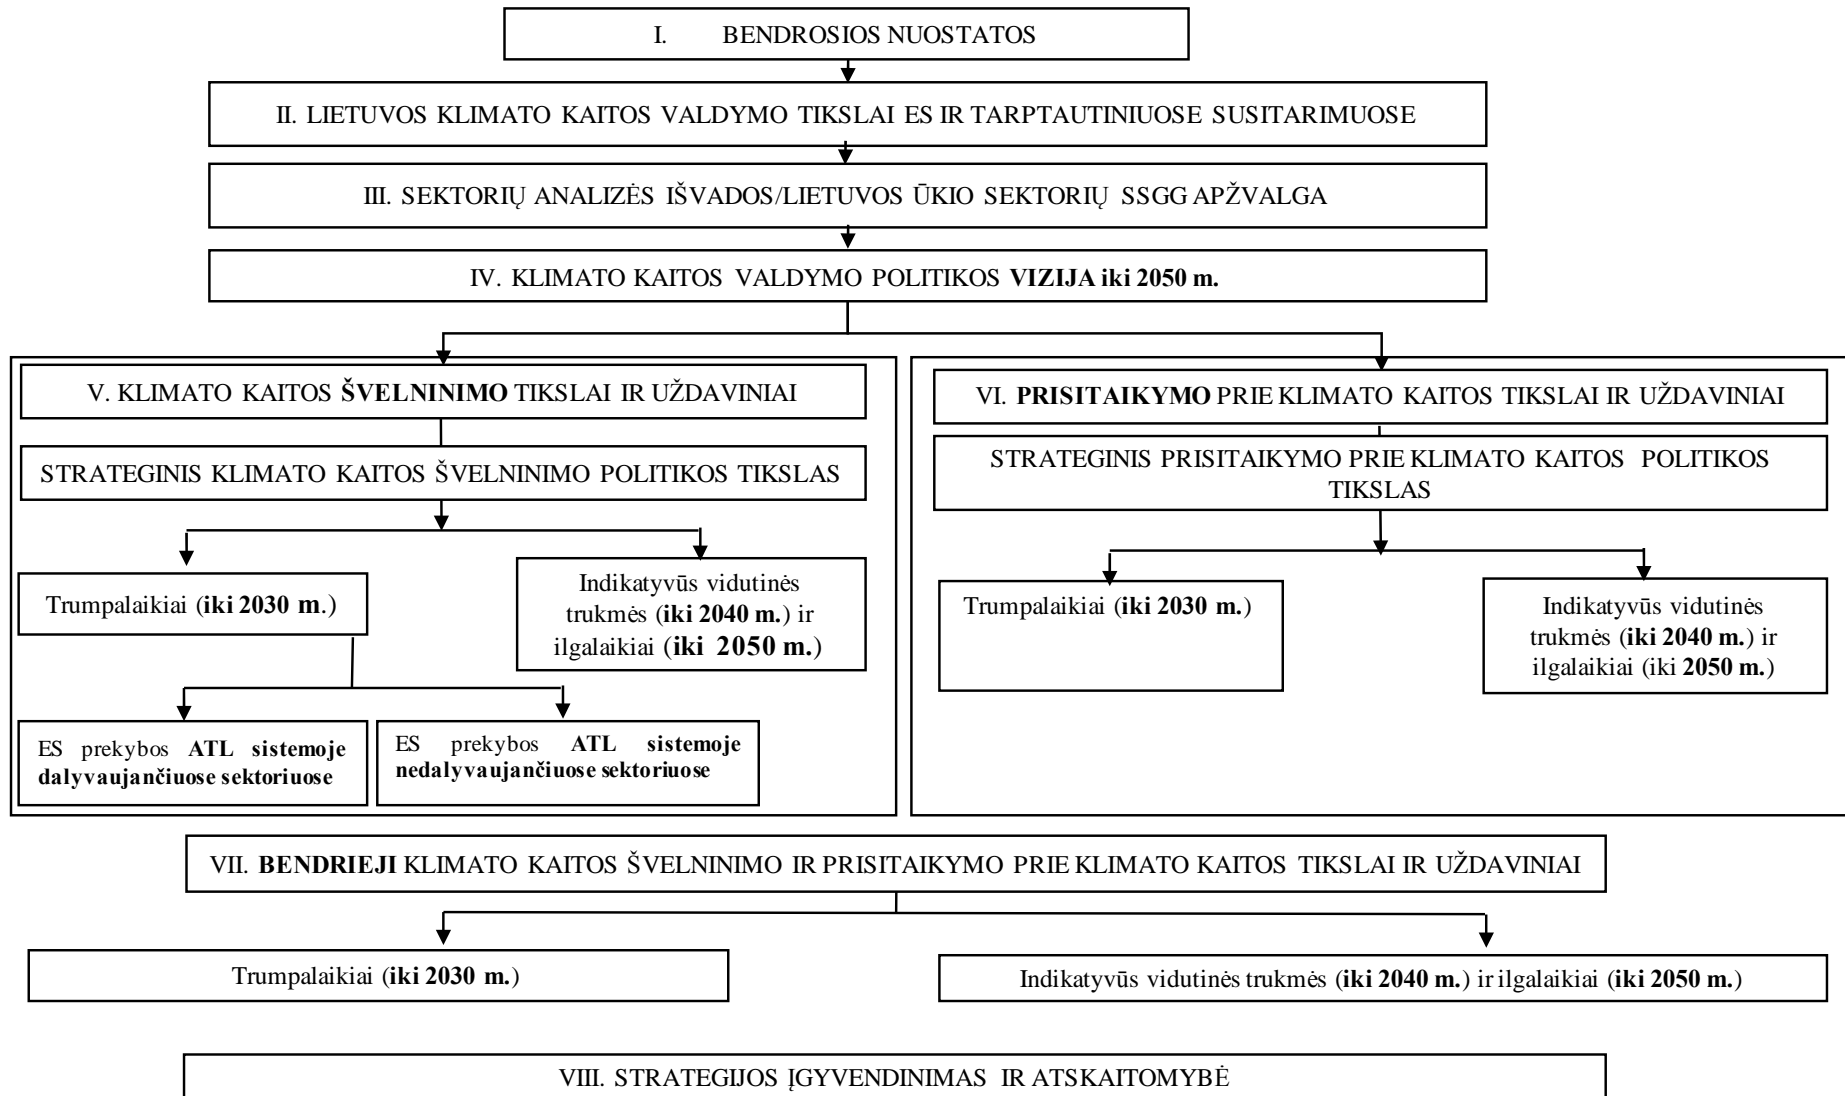 I. BENDROSIOS NUOSTATOS
II. LIETUVOS KLIMATO KAITOS VALDYMO TIKSLAI ES IR TARPTAUTINIUOSE SUSITARIMUOSE
III. SEKTORIŲ ANALIZĖS IŠVADOS/LIETUVOS ŪKIO SEKTORIŲ SSGG APŽVALGA
IV. KLIMATO KAITOS VALDYMO POLITIKOS VIZIJA iki 2050 m.
V. KLIMATO KAITOS ŠVELNINIMO TIKSLAI IR UŽDAVINIAI
STRATEGINIS KLIMATO KAITOS ŠVELNINIMO POLITIKOS TIKSLAS
Trumpalaikiai (iki 2030 m.)
Indikatyvūs vidutinės
trukmės (iki 2040 m.) ir
ilgalaikiai (iki 2050 m.)
ES prekybos ATL sistemoje
dalyvaujančiuose sektoriuose
ES prekybos ATL sistemoje
nedalyvaujančiuose sektoriuose
VI. PRISITAIKYMO PRIE KLIMATO KAITOS TIKSLAI IR UŽDAVINIAI
STRATEGINIS PRISITAIKYMO PRIE KLIMATO KAITOS POLITIKOS
TIKSLAS
Trumpalaikiai (iki 2030 m.)
Indikatyvūs vidutinės
trukmės (iki 2040 m.) ir
ilgalaikiai (iki 2050 m.)
VII. BENDRIEJI KLIMATO KAITOS ŠVELNINIMO IR PRISITAIKYMO PRIE KLIMATO KAITOS TIKSLAI IR UŽDAVINIAI
Trumpalaikiai (iki 2030 m.)
Indikatyvūs vidutinės trukmės (iki 2040 m.) ir ilgalaikiai (iki 2050 m.)
VIII. STRATEGIJOS ĮGYVENDINIMAS IR ATSKAITOMYBĖ